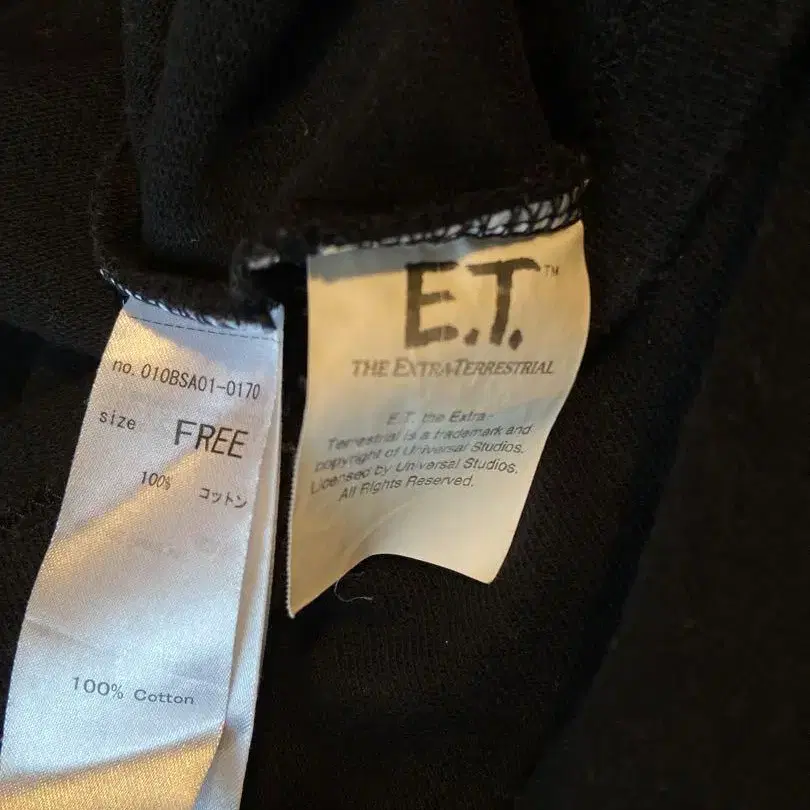 no. 010BSA01-0170
size FREE
100% コットン
100% Cotton
E.T.™
THE EXTRA-TERRESTRIAL
E.T. the Extra-
Terrestrial is a trademark and
copyright of Universal Studios.
Licensed by Universal Studios.
All Rights Reserved.